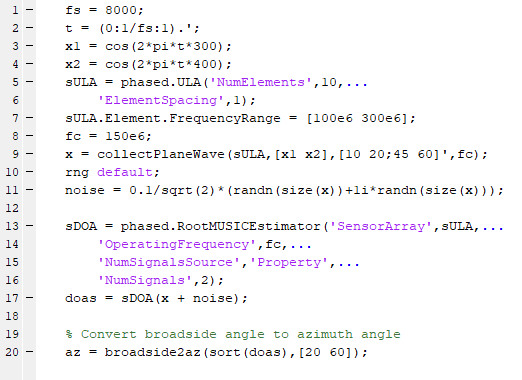 1 – fs = 8000;
2 – t = (0:1/fs:1).';
3 – x1 = cos(2*pi*t*300);
4 – x2 = cos(2*pi*t*400);
5 – sULA = phased.ULA('NumElements',10,...
6 'ElementSpacing',1);
7 – sULA.Element.FrequencyRange = [100e6 300e6];
8 – fc = 150e6;
9 – x = collectPlaneWave(sULA,[x1 x2],[10 20;45 60]',fc);
10 – rng default;
11 – noise = 0.1/sqrt(2)*(randn(size(x))+1i*randn(size(x)));
12
13 – sDOA = phased.RootMUSICEstimator('SensorArray',sULA,...
14 'OperatingFrequency',fc,...
15 'NumSignalsSource','Property',...
16 'NumSignals',2);
17 – doas = sDOA(x + noise);
18
19 % Convert broadside angle to azimuth angle
20 – az = broadside2az(sort(doas),[20 60]);